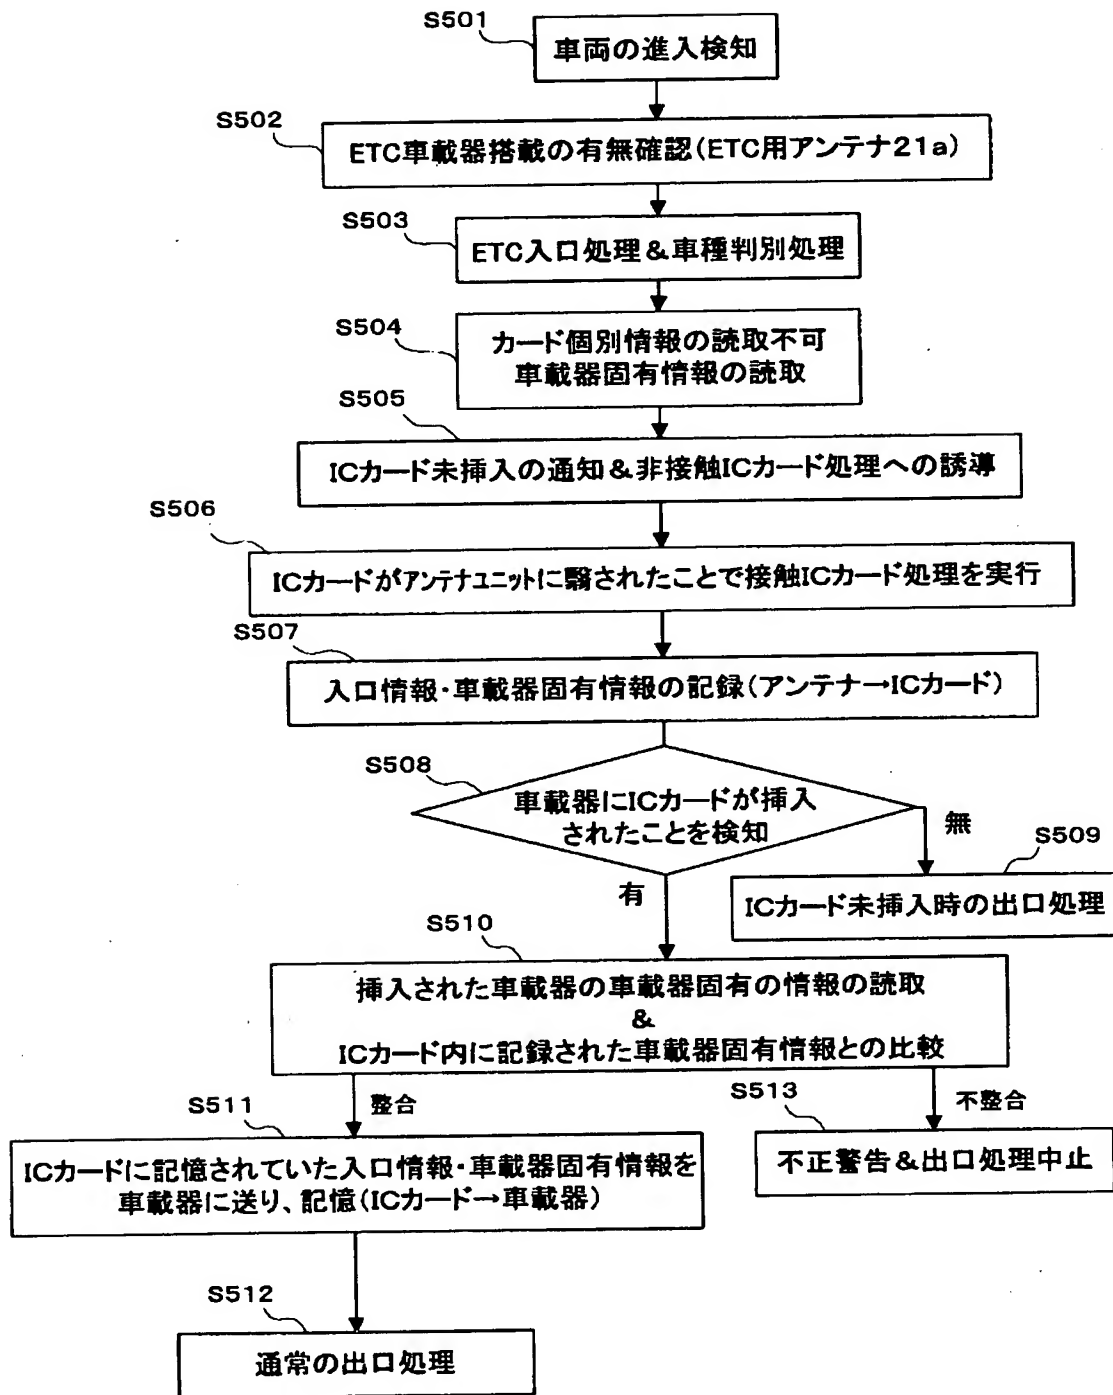 S501
車両の進入検知
S502
ETC車載器搭載の有無確認(ETC用アンテナ21a)
S503
ETC入口処理&車種判別処理
S504
カード個別情報の読取不可
車載器固有情報の読取
S505
ICカード未挿入の通知&非接触ICカード処理への誘導
S506
ICカードがアンテナユニットに翳されたことで接触ICカード処理を実行
S507
入口情報・車載器固有情報の記録(アンテナ→ICカード)
S508
車載器にICカードが挿入
されたことを検知
無
有
S509
ICカード未挿入時の出口処理
S510
挿入された車載器の車載器固有の情報の読取
&
ICカード内に記録された車載器固有情報との比較
整合
不整合
S511
ICカードに記憶されていた入口情報・車載器固有情報を
車載器に送り、記憶(ICカード→車載器)
S513
不正警告&出口処理中止
S512
通常の出口処理